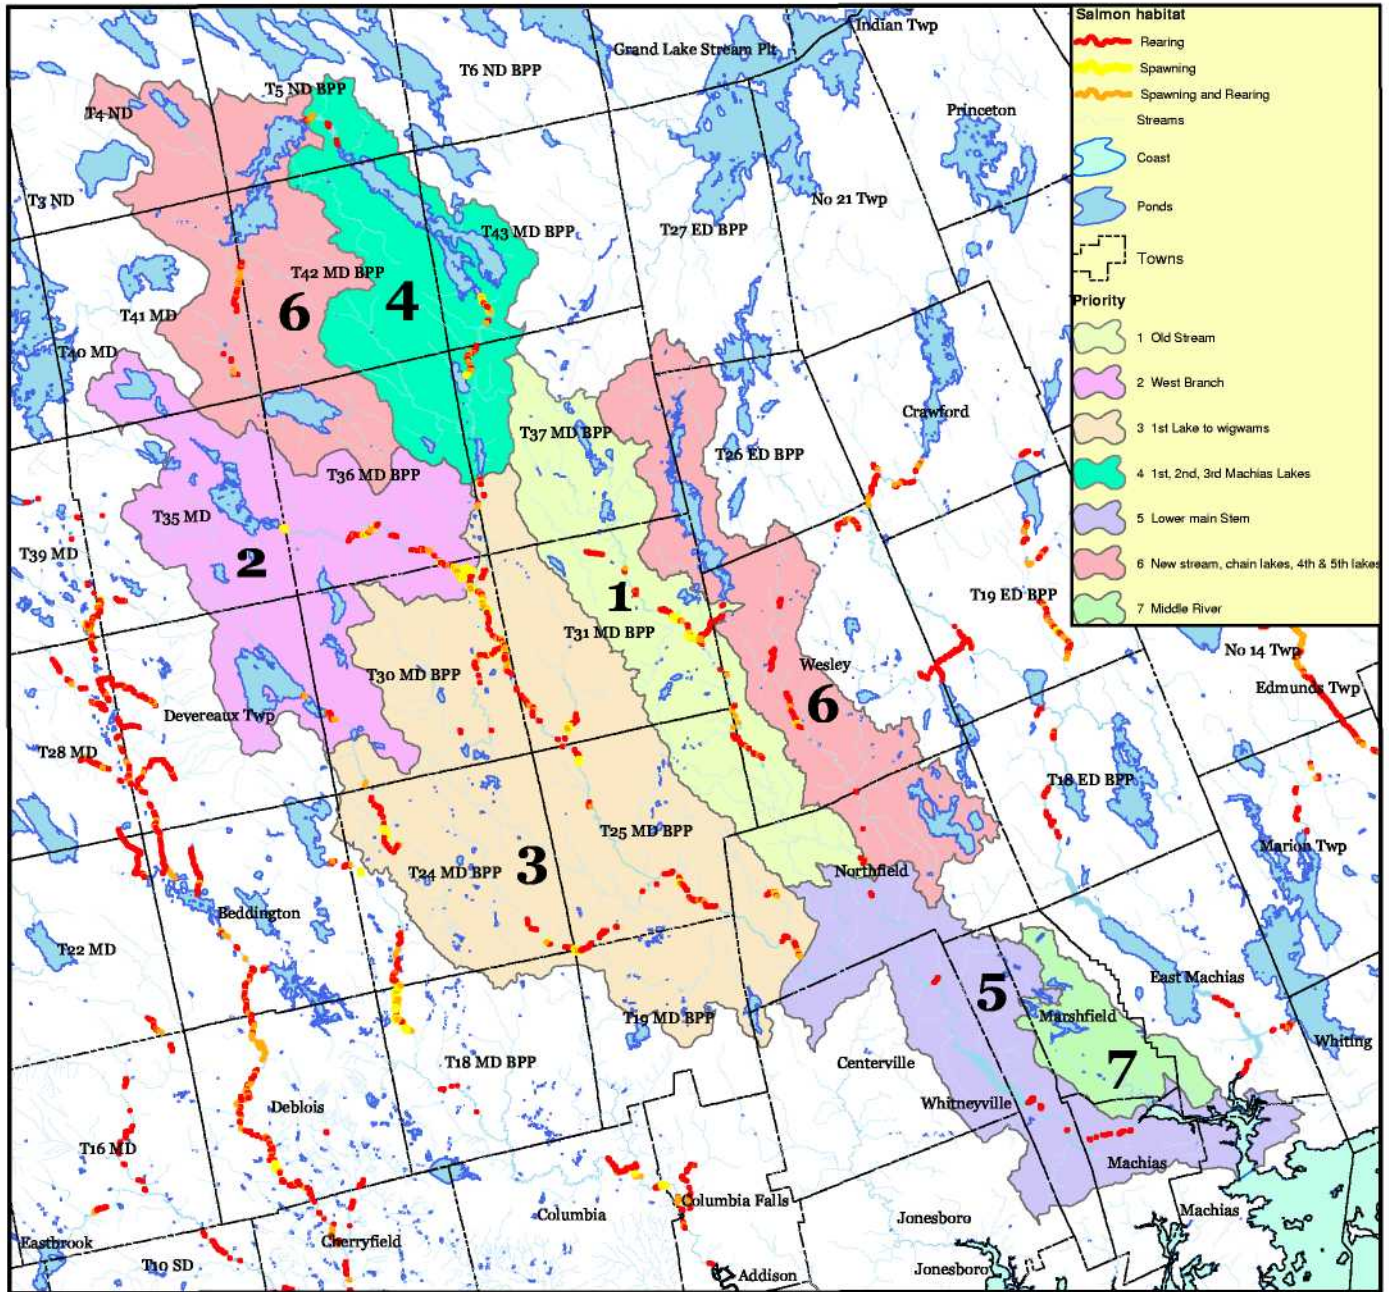 Salmon habitat
Rearing
Spawning
Spawning and Rearing
Streams
Coast
Ponds
Towns
Priority
1 Old Stream
2 West Branch
3 1st Lake to wigwams
4 1st, 2nd, 3rd Machias Lakes
5 Lower main Stem
6 New stream, chain lakes, 4th & 5th lakes
7 Middle River
Indian Twp
Grand Lake Stream Plt
T6 ND BPP
T5 ND BPP
T4 ND
Princeton
T3 ND
No 21 Twp
T27 ED BPP
T43 MD BPP
T42 MD BPP
4
6
T41 MD
T40 MD
Crawford
T37 MD BPP
T26 ED BPP
T36 MD BPP
T35 MD
T39 MD
2
1
T19 ED BPP
T31 MD BPP
No 14 Twp
Wesley
T30 MD BPP
Edmunds Twp
6
Devereaux Twp
T28 MD
T18 ED BPP
T25 MD BPP
Marion Twp
3
T24 MD BPP
Northfield
Beddington
T22 MD
East Machias
5
T19 MD BPP
Marshfield
Whiting
7
T18 MD BPP
Centerville
Whitneyville
Deblois
T16 MD
Machias
Columbia Falls
Machias
Columbia
Jonesboro
Eastbrook
Cherryfield
T10 SD
Jonesboro
Addison